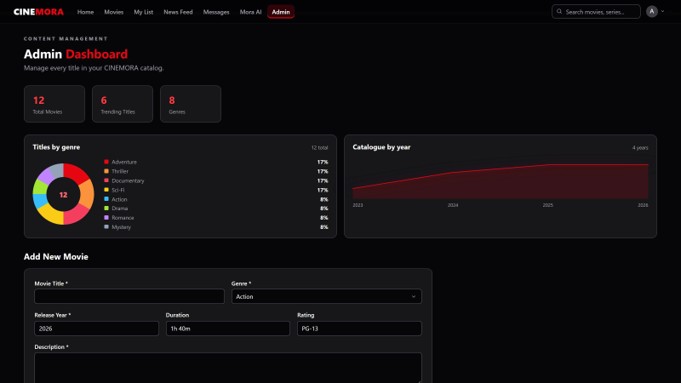 CINEMORA Home Movies My List News Feed Messages Mora AI Admin Search movies, series... A
CONTENT MANAGEMENT
Admin Dashboard
Manage every title in your CINEMORA catalog.
12 6 8
Total Movies Trending Titles Genres
Titles by genre 12 total
Adventure 17%
Thriller 17%
Documentary 17%
Sci-Fi 17%
Action 8%
Drama 8%
Romance 8%
Mystery 8%
12
Catalogue by year 4 years
2023 2024 2025 2026
Add New Movie
Movie Title * Genre *
Action
Release Year * Duration Rating
2026 1h 40m PG-13
Description *